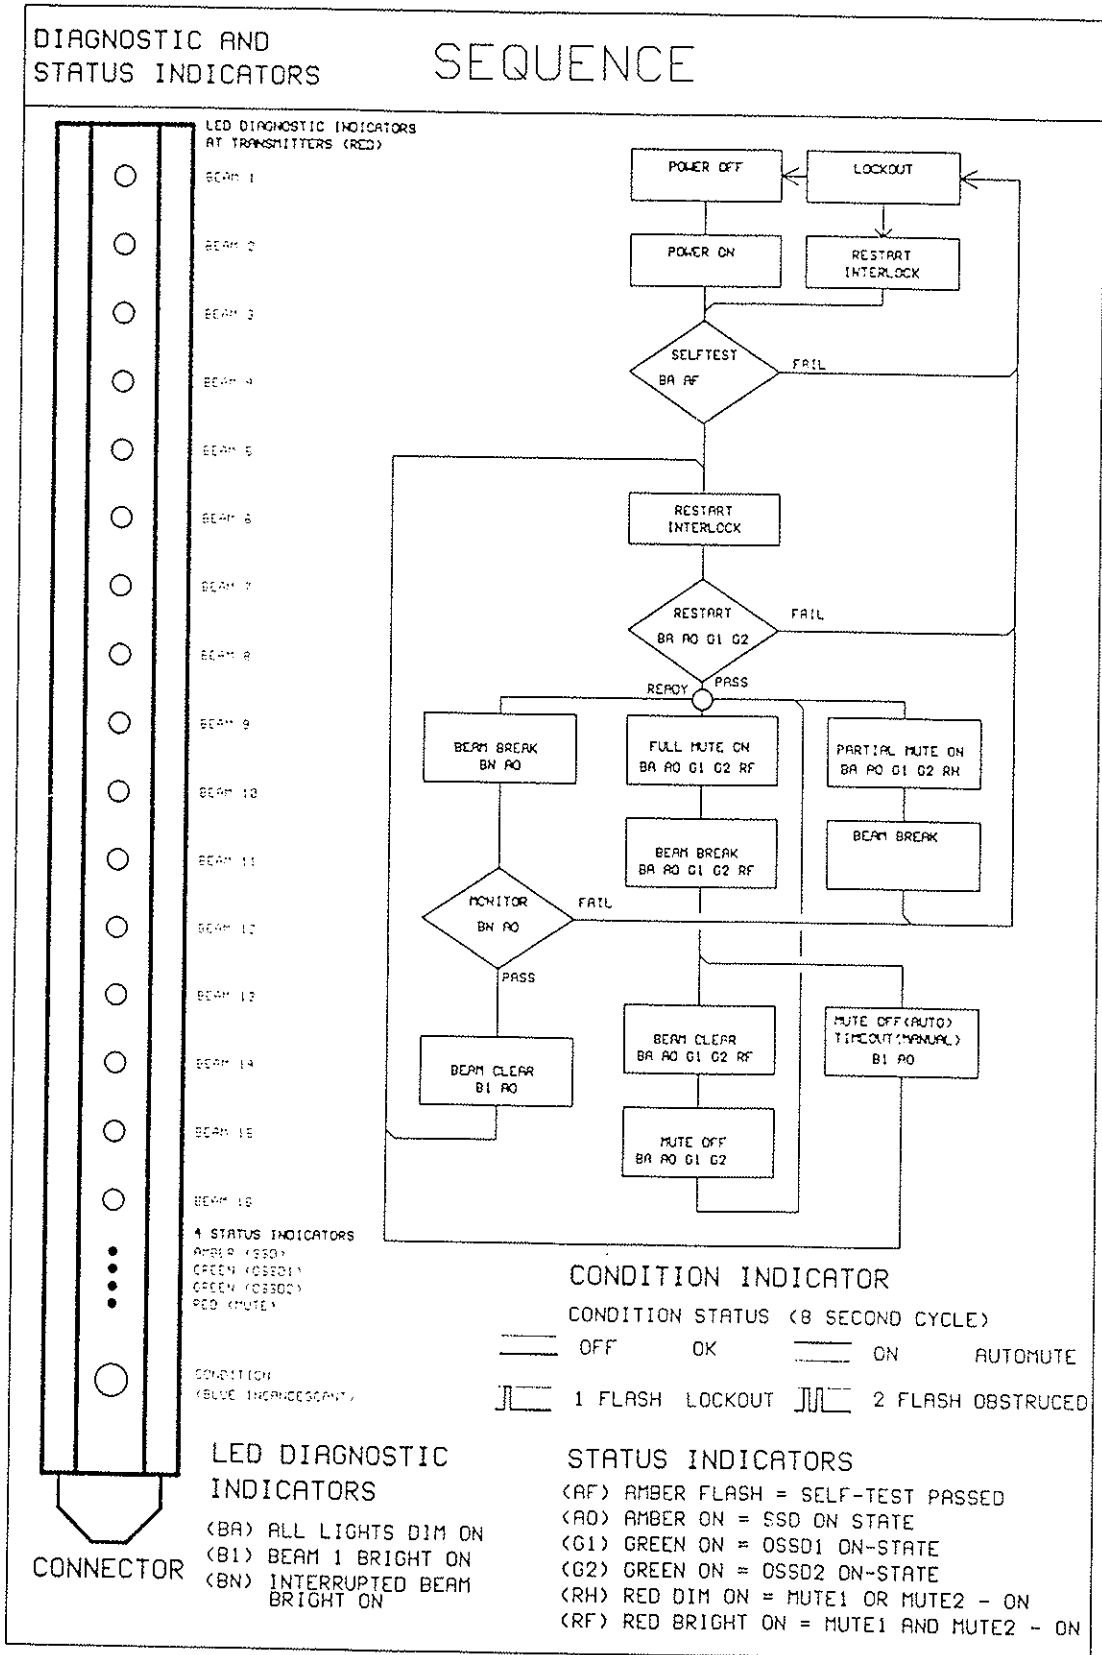 DIAGNOSTIC AND
STATUS INDICATORS
SEQUENCE
LED DIAGNOSTIC INDICATORS
AT TRANSMITTERS (RED)
BEAM 1
BEAM 2
BEAM 3
BEAM 4
BEAM 5
BEAM 6
BEAM 7
BEAM 8
BEAM 9
BEAM 10
BEAM 11
BEAM 12
BEAM 13
BEAM 14
BEAM 15
BEAM 16
4 STATUS INDICATORS
AMBER (SSD)
GREEN (OSSD1)
GREEN (OSSD2)
RED (MUTE)
CONDITION
(BLUE INCANDESCANT)
CONNECTOR
POWER OFF
LOCKOUT
POWER ON
RESTART
INTERLOCK
SELFTEST
BA AF
FAIL
RESTART
INTERLOCK
RESTART
BA AO G1 G2
FAIL
READY
PASS
BEAM BREAK
BN AO
FULL MUTE ON
BA AO G1 G2 RF
PARTIAL MUTE ON
BA AO G1 G2 RH
BEAM BREAK
BA AO G1 G2 RF
BEAM BREAK
MONITOR
BN AO
FAIL
PASS
BEAM CLEAR
B1 AO
BEAM CLEAR
BA AO G1 G2 RF
MUTE OFF(AUTO)
TIMEOUT(MANUAL)
B1 AO
MUTE OFF
BA AO G1 G2
CONDITION INDICATOR
CONDITION STATUS (8 SECOND CYCLE)
OFF OK ON AUTOMUTE
1 FLASH LOCKOUT 2 FLASH OBSTRUCED
LED DIAGNOSTIC
INDICATORS
(BA) ALL LIGHTS DIM ON
(B1) BEAM 1 BRIGHT ON
(BN) INTERRUPTED BEAM
BRIGHT ON
STATUS INDICATORS
(AF) AMBER FLASH = SELF-TEST PASSED
(AO) AMBER ON = SSD ON STATE
(G1) GREEN ON = OSSD1 ON-STATE
(G2) GREEN ON = OSSD2 ON-STATE
(RH) RED DIM ON = MUTE1 OR MUTE2 - ON
(RF) RED BRIGHT ON = MUTE1 AND MUTE2 - ON